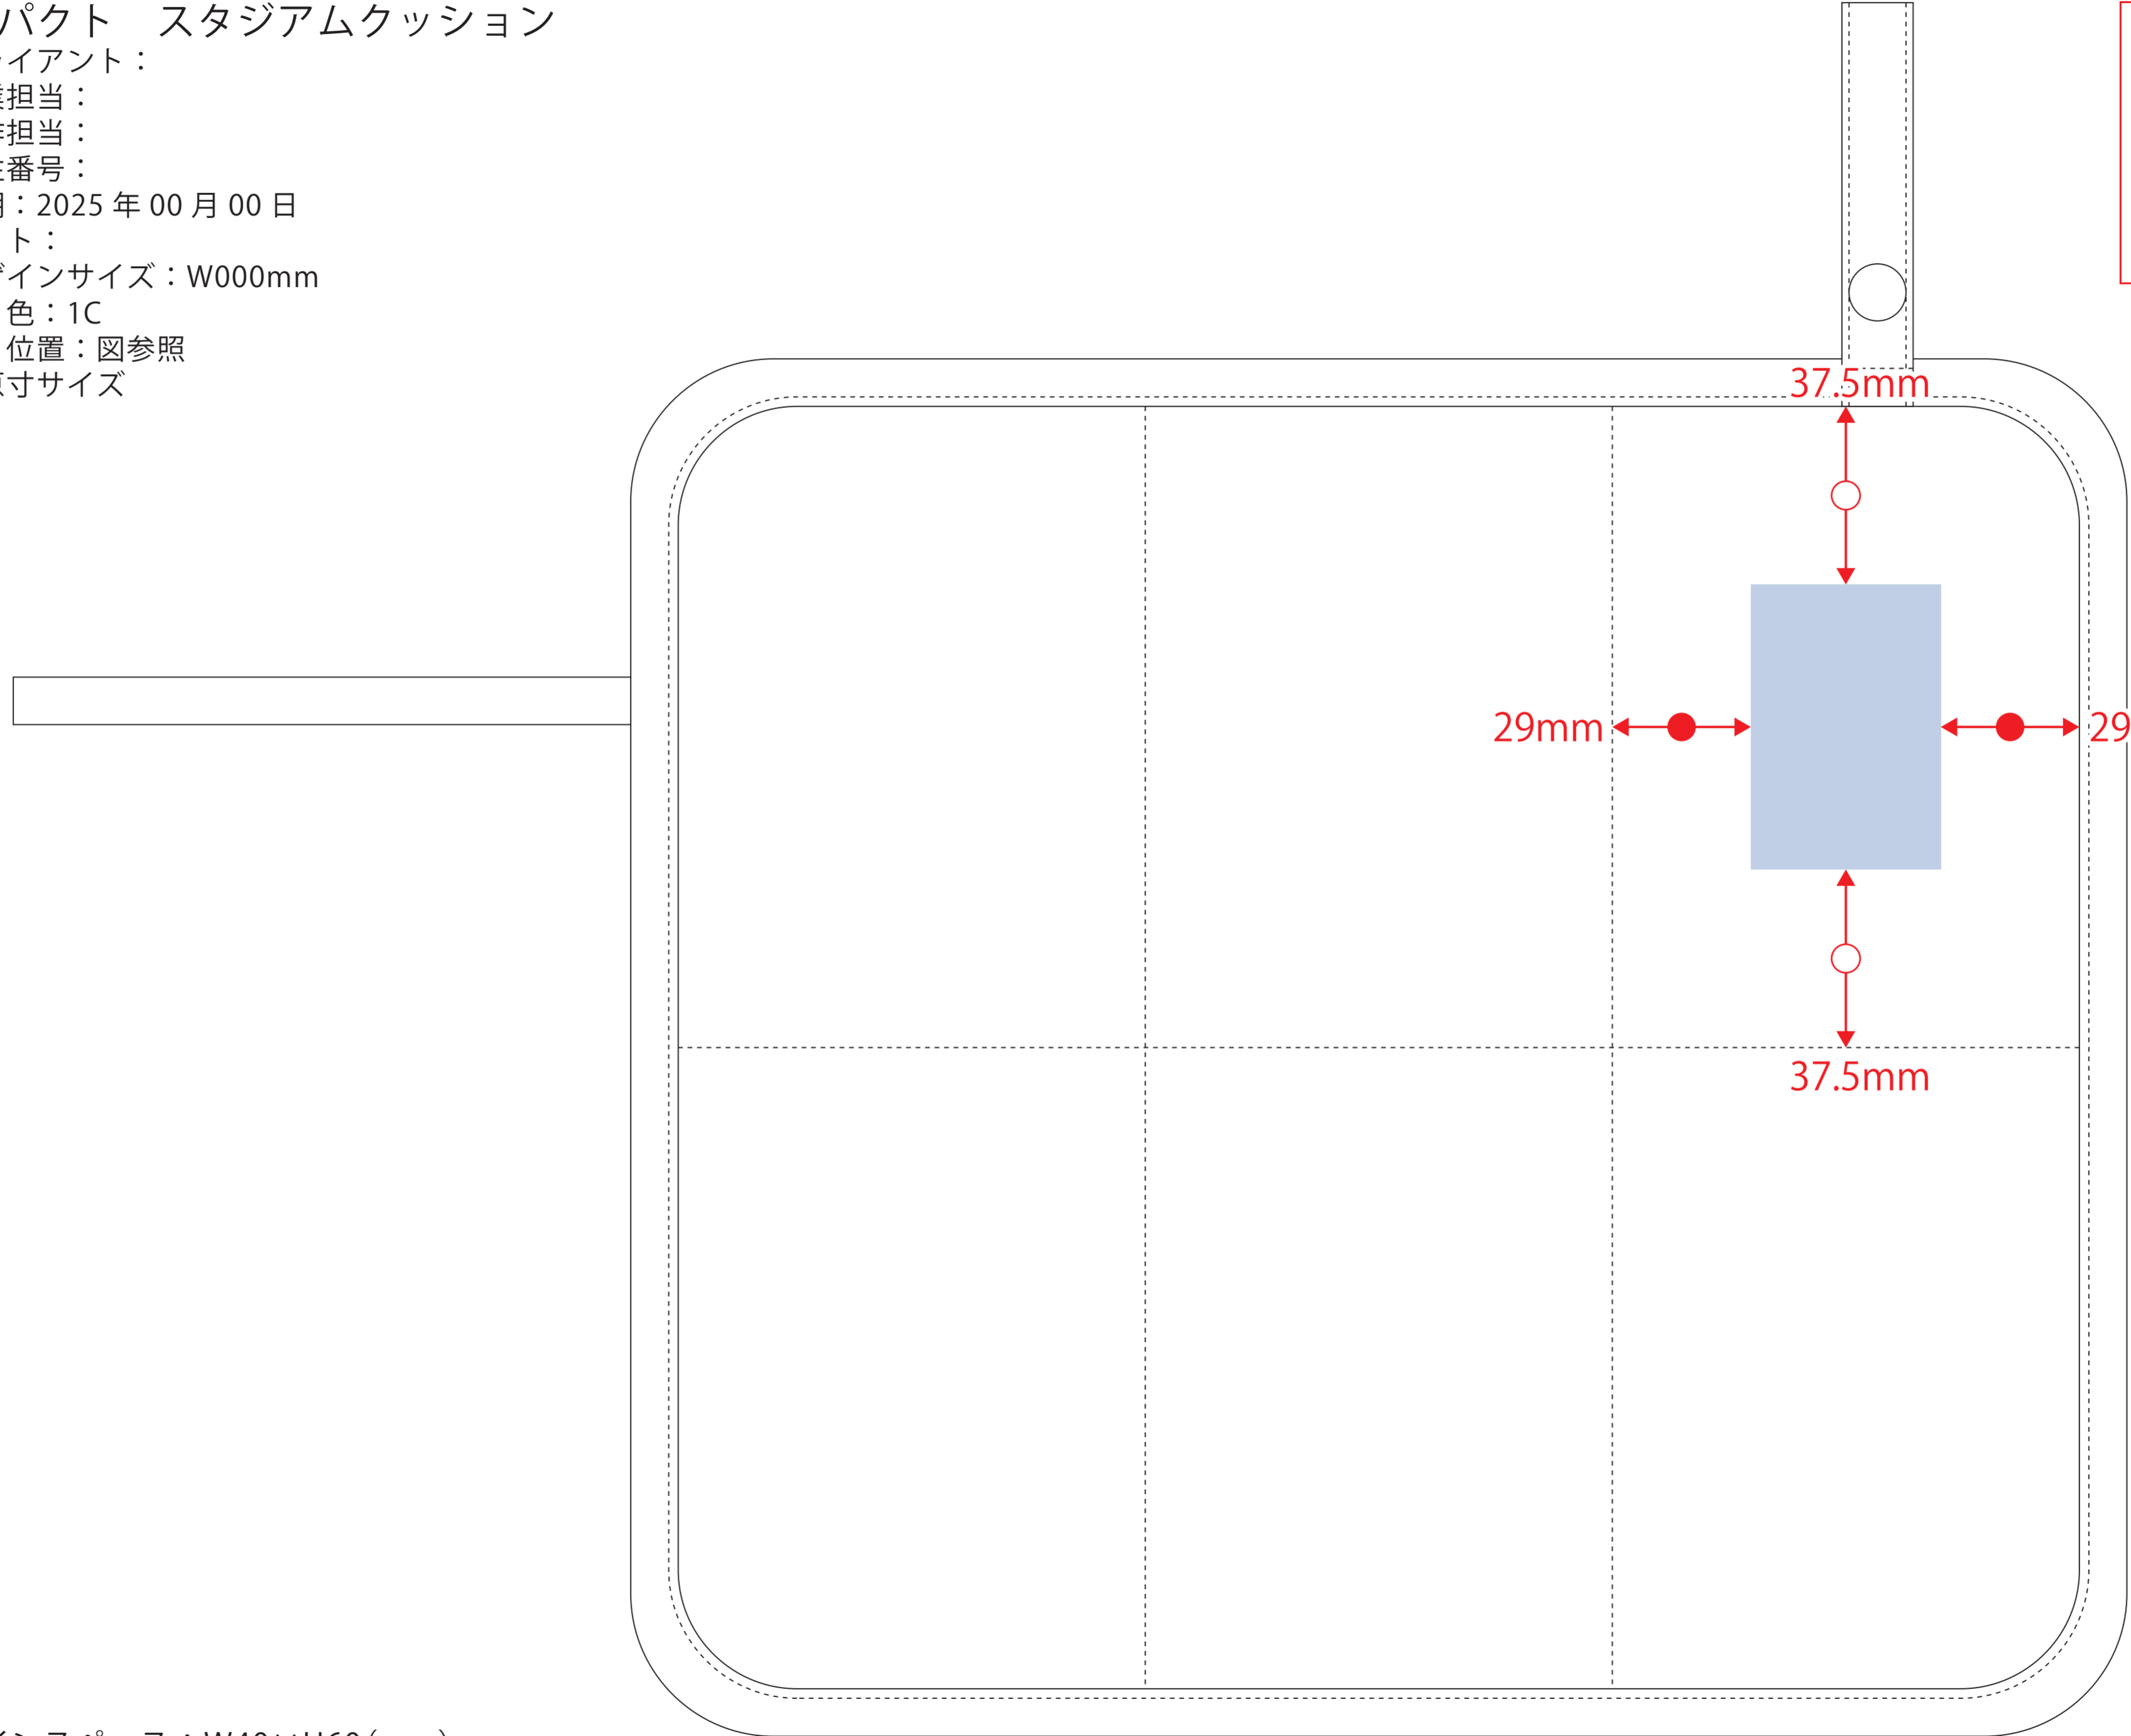 パクト　スタジアムクッション
イアント：
担当：
担当：
番号：
：2025 年 00 月 00 日
ト：
インサイズ：W000mm
色：1C
位置：図参照
寸サイズ
37.5mm
29mm
29
37.5mm